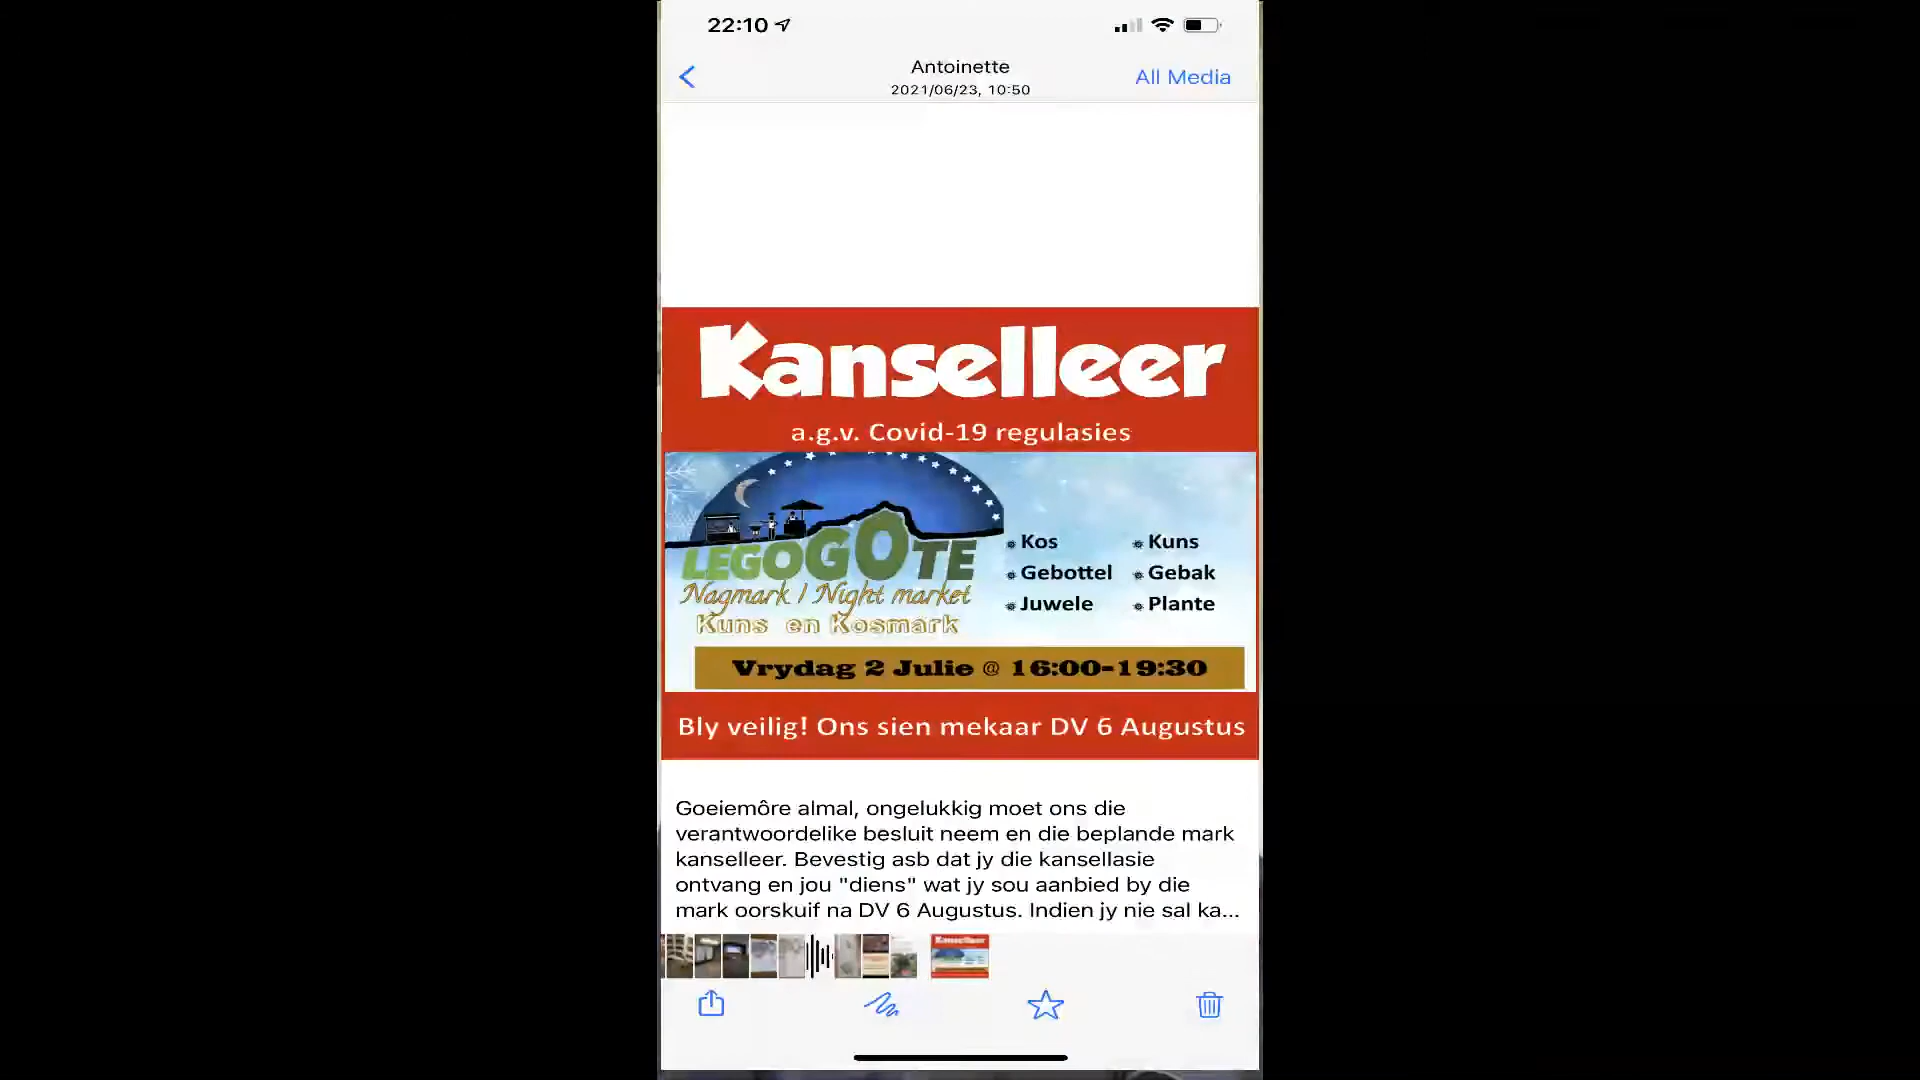 22:10
Antoinette
2021/06/23, 10:50
All Media
Kanselleer
a.g.v. Covid-19 regulasies
LEGOGOTE
Nagmark / Night market
Kuns en Kosmark
Kos
Kuns
Gebottel
Gebak
Juwele
Plante
Vrydag 2 Julie @ 16:00-19:30
Bly veilig! Ons sien mekaar DV 6 Augustus
Goeiemôre almal, ongelukkig moet ons die
verantwoordelike besluit neem en die beplande mark
kanselleer. Bevestig asb dat jy die kansellasie
ontvang en jou "diens" wat jy sou aanbied by die
mark oorskuif na DV 6 Augustus. Indien jy nie sal ka...
Kanselleer